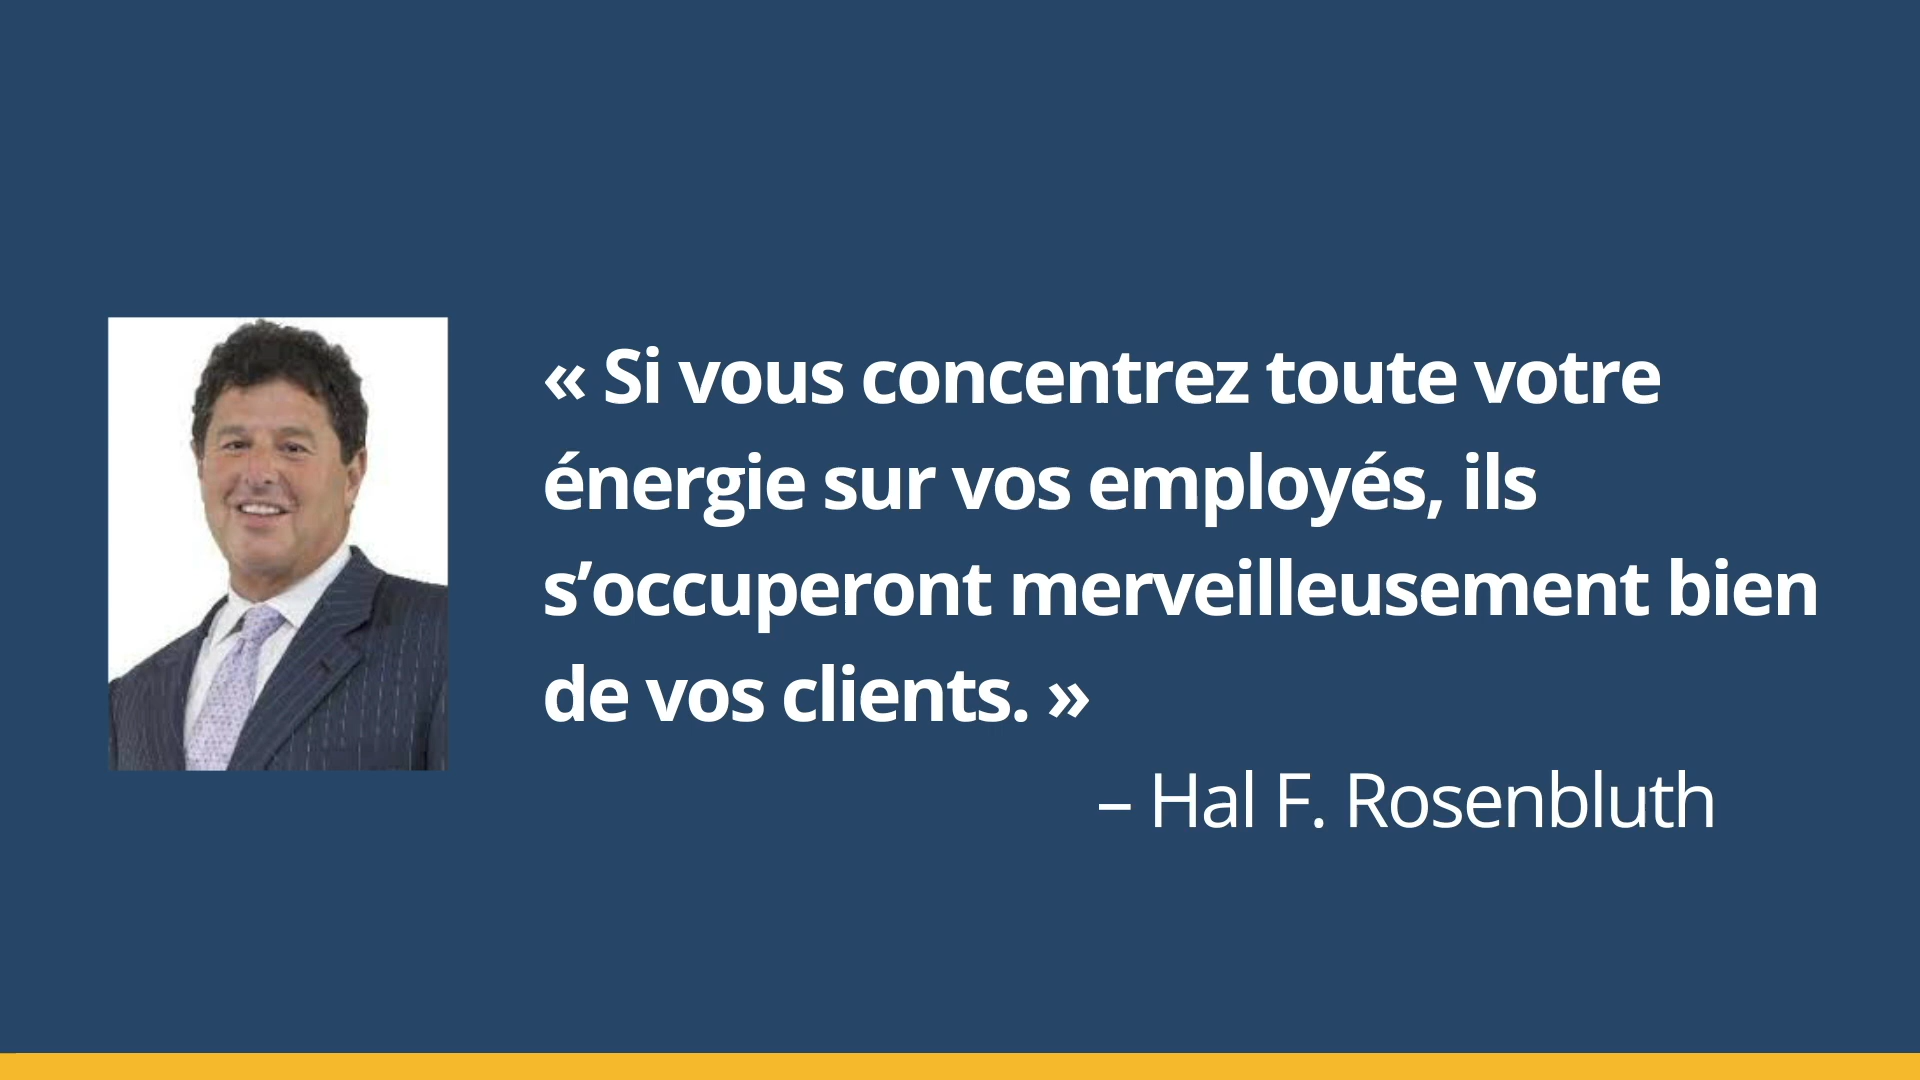 « Si vous concentrez toute votre
énergie sur vos employés, ils
s’occuperont merveilleusement bien
de vos clients. »
– Hal F. Rosenbluth